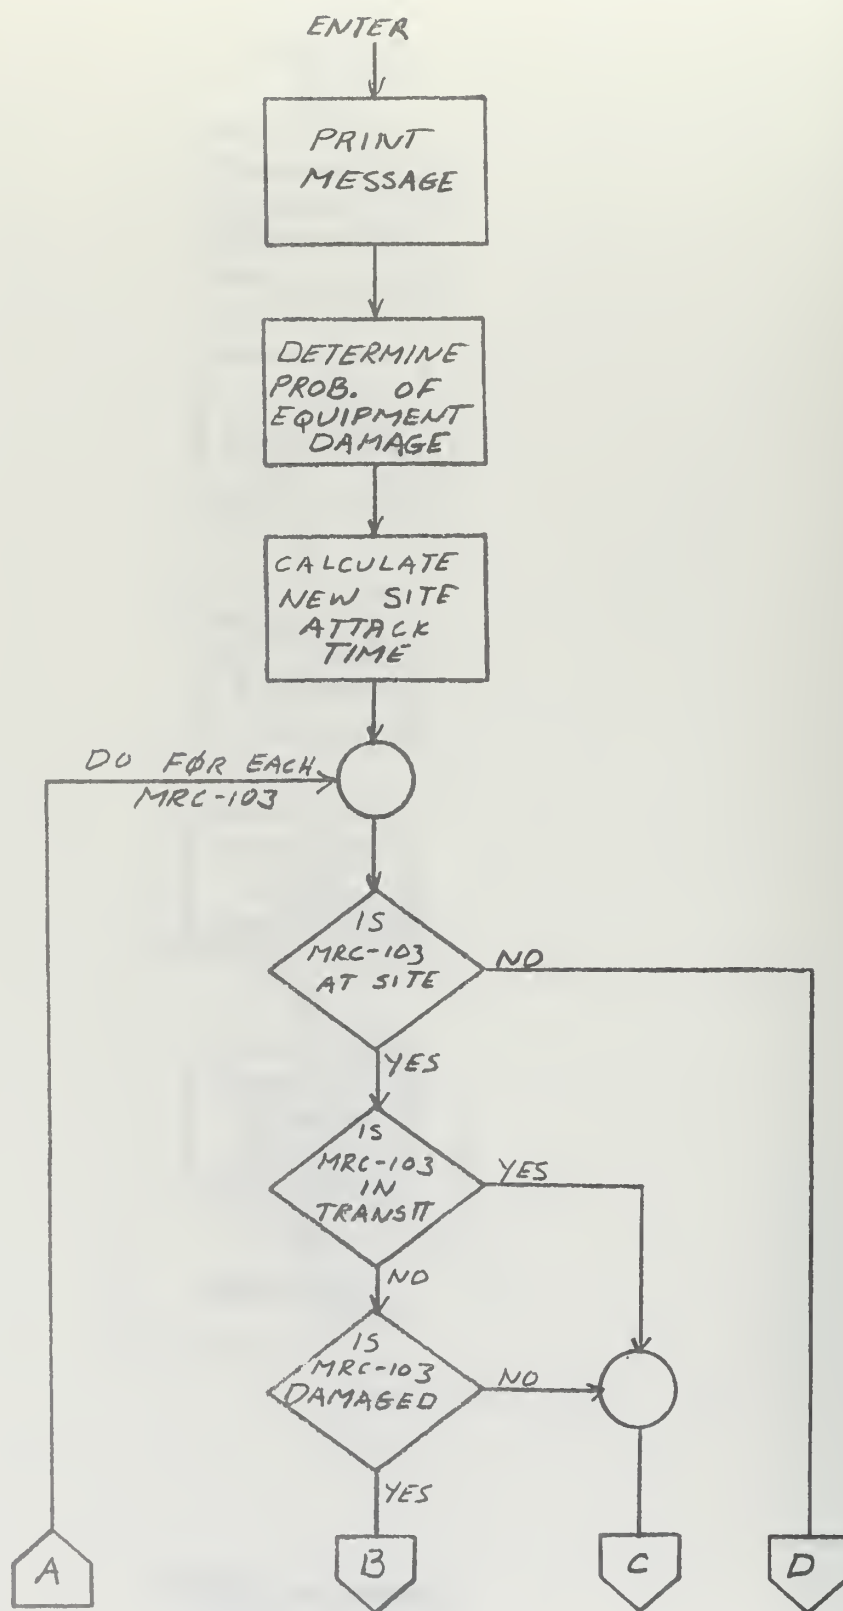 ENTER
PRINT
MESSAGE
DETERMINE
PROB. OF
EQUIPMENT
DAMAGE
CALCULATE
NEW SITE
ATTACK
TIME
DO FØR EACH
MRC-103
IS
MRC-103
AT SITE
NO
YES
IS
MRC-103
IN
TRANSIT
YES
NO
IS
MRC-103
DAMAGED
NO
YES
A
B
C
D